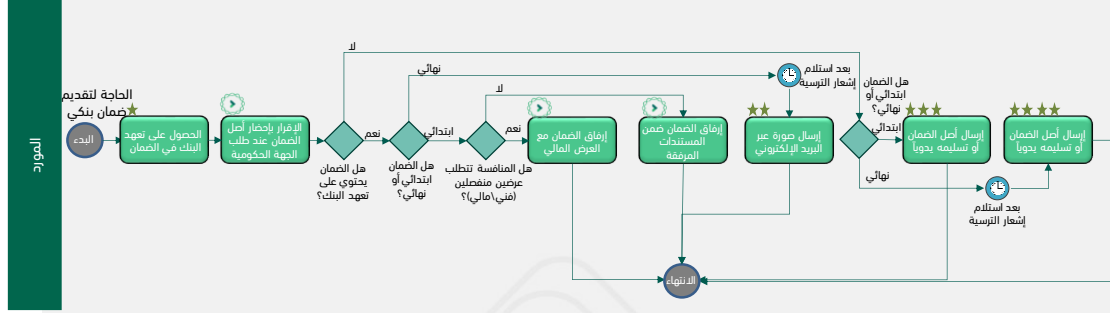 المورد
الحاجة لتقديم
ضمان بنكي
البدء
الحصول على تعهد
البنك في الضمان
الإقرار بإحضار أصل
الضمان عند طلب
الجهة الحكومية
لا
نعم
هل الضمان
يحتوي على
تعهد البنك؟
نهائي
ابتدائي
هل الضمان
ابتدائي أو
نهائي؟
لا
نعم
هل المنافسة تتطلب
عرضين منفصلين
(فني\مالي)؟
إرفاق الضمان مع
العرض المالي
إرفاق الضمان ضمن
المستندات
المرفقة
بعد استلام
إشعار الترسية
إرسال صورة عبر
البريد الإلكتروني
هل الضمان
ابتدائي أو
نهائي؟
ابتدائي
نهائي
إرسال أصل الضمان
أو تسليمه يدوياً
بعد استلام
إشعار الترسية
إرسال أصل الضمان
أو تسليمه يدوياً
الانتهاء